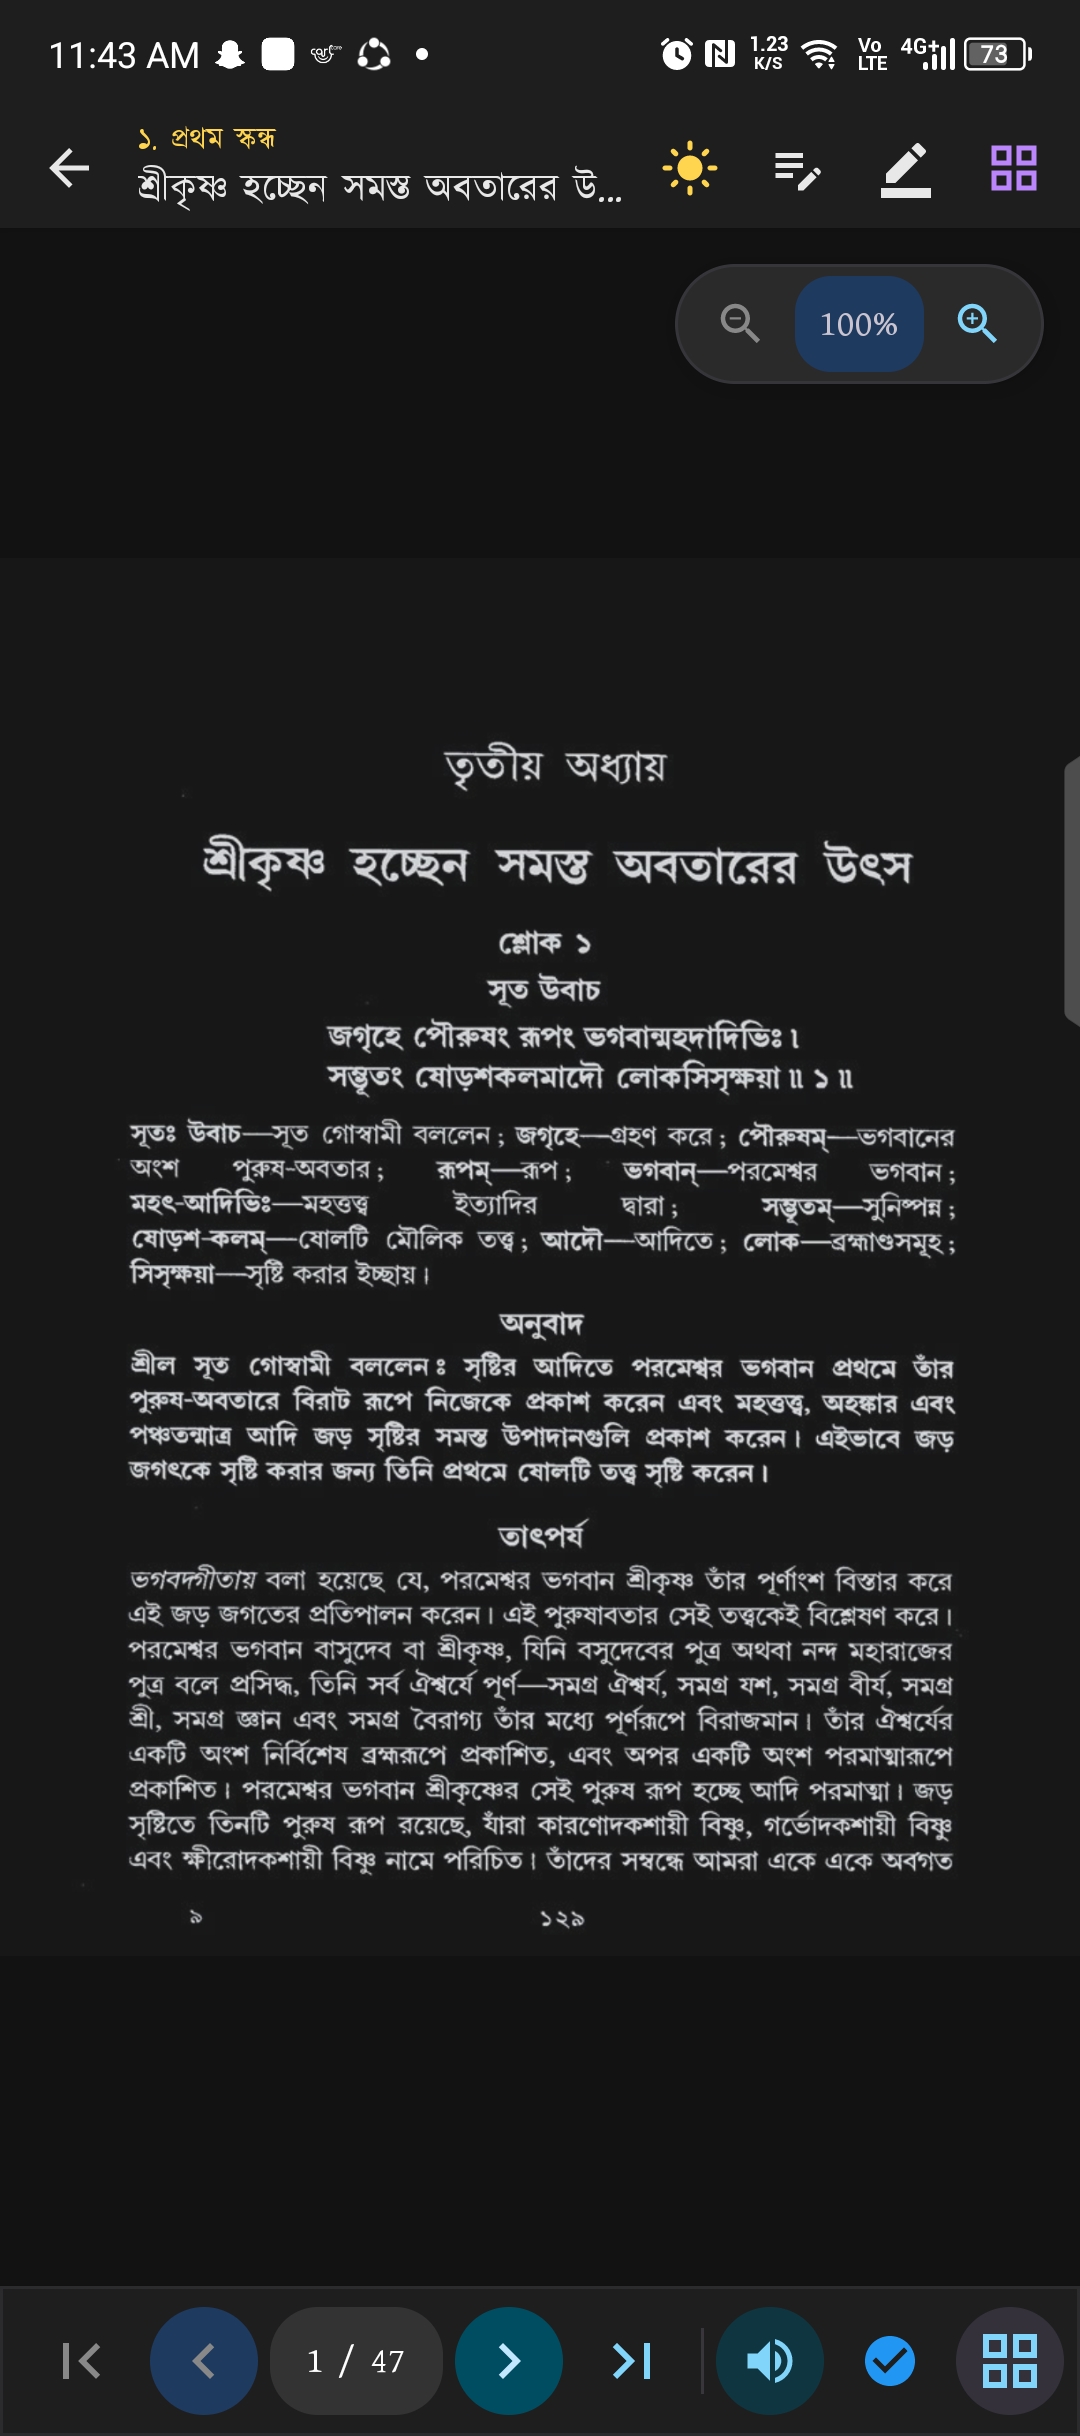 11:43 AM
1.23 K/S
Vo LTE
4G+
73
১. প্রথম স্কন্ধ
শ্রীকৃষ্ণ হচ্ছেন সমস্ত অবতারের উ...
100%
তৃতীয় অধ্যায়
শ্রীকৃষ্ণ হচ্ছেন সমস্ত অবতারের উৎস
শ্লোক ১
সূত উবাচ
জগৃহে পৌরুষং রূপং ভগবান্মহদাদিভিঃ ৷
সম্ভূতং ষোড়শকলমাদৌ লোকসিসৃক্ষয়া ॥ ১ ॥
সূতঃ উবাচ—সূত গোস্বামী বললেন; জগৃহে—গ্রহণ করে; পৌরুষম্—ভগবানের
অংশ পুরুষ-অবতার; রূপম্—রূপ; ভগবান্—পরমেশ্বর ভগবান;
মহৎ-আদিভিঃ—মহত্তত্ত্ব ইত্যাদির দ্বারা; সম্ভূতম্—সুনিষ্পন্ন;
ষোড়শ-কলম্—ষোলটি মৌলিক তত্ত্ব; আদৌ—আদিতে; লোক—ব্রহ্মাণ্ডসমূহ;
সিসৃক্ষয়া—সৃষ্টি করার ইচ্ছায়।
অনুবাদ
শ্রীল সূত গোস্বামী বললেনঃ সৃষ্টির আদিতে পরমেশ্বর ভগবান প্রথমে তাঁর
পুরুষ-অবতারে বিরাট রূপে নিজেকে প্রকাশ করেন এবং মহত্তত্ত্ব, অহঙ্কার এবং
পঞ্চতন্মাত্র আদি জড় সৃষ্টির সমস্ত উপাদানগুলি প্রকাশ করেন। এইভাবে জড়
জগৎকে সৃষ্টি করার জন্য তিনি প্রথমে ষোলটি তত্ত্ব সৃষ্টি করেন।
তাৎপর্য
ভগবদ্গীতায় বলা হয়েছে যে, পরমেশ্বর ভগবান শ্রীকৃষ্ণ তাঁর পূর্ণাংশ বিস্তার করে
এই জড় জগতের প্রতিপালন করেন। এই পুরুষাবতার সেই তত্ত্বকেই বিশ্লেষণ করে।
পরমেশ্বর ভগবান বাসুদেব বা শ্রীকৃষ্ণ, যিনি বসুদেবের পুত্র অথবা নন্দ মহারাজের
পুত্র বলে প্রসিদ্ধ, তিনি সর্ব ঐশ্বর্যে পূর্ণ—সমগ্র ঐশ্বর্য, সমগ্র যশ, সমগ্র বীর্য, সমগ্র
শ্রী, সমগ্র জ্ঞান এবং সমগ্র বৈরাগ্য তাঁর মধ্যে পূর্ণরূপে বিরাজমান। তাঁর ঐশ্বর্যের
একটি অংশ নির্বিশেষ ব্রহ্মরূপে প্রকাশিত, এবং অপর একটি অংশ পরমাত্মারূপে
প্রকাশিত। পরমেশ্বর ভগবান শ্রীকৃষ্ণের সেই পুরুষ রূপ হচ্ছে আদি পরমাত্মা। জড়
সৃষ্টিতে তিনটি পুরুষ রূপ রয়েছে, যাঁরা কারণোদকশায়ী বিষ্ণু, গর্ভোদকশায়ী বিষ্ণু
এবং ক্ষীরোদকশায়ী বিষ্ণু নামে পরিচিত। তাঁদের সম্বন্ধে আমরা একে একে অবগত
৯ ১২৯
1 / 47